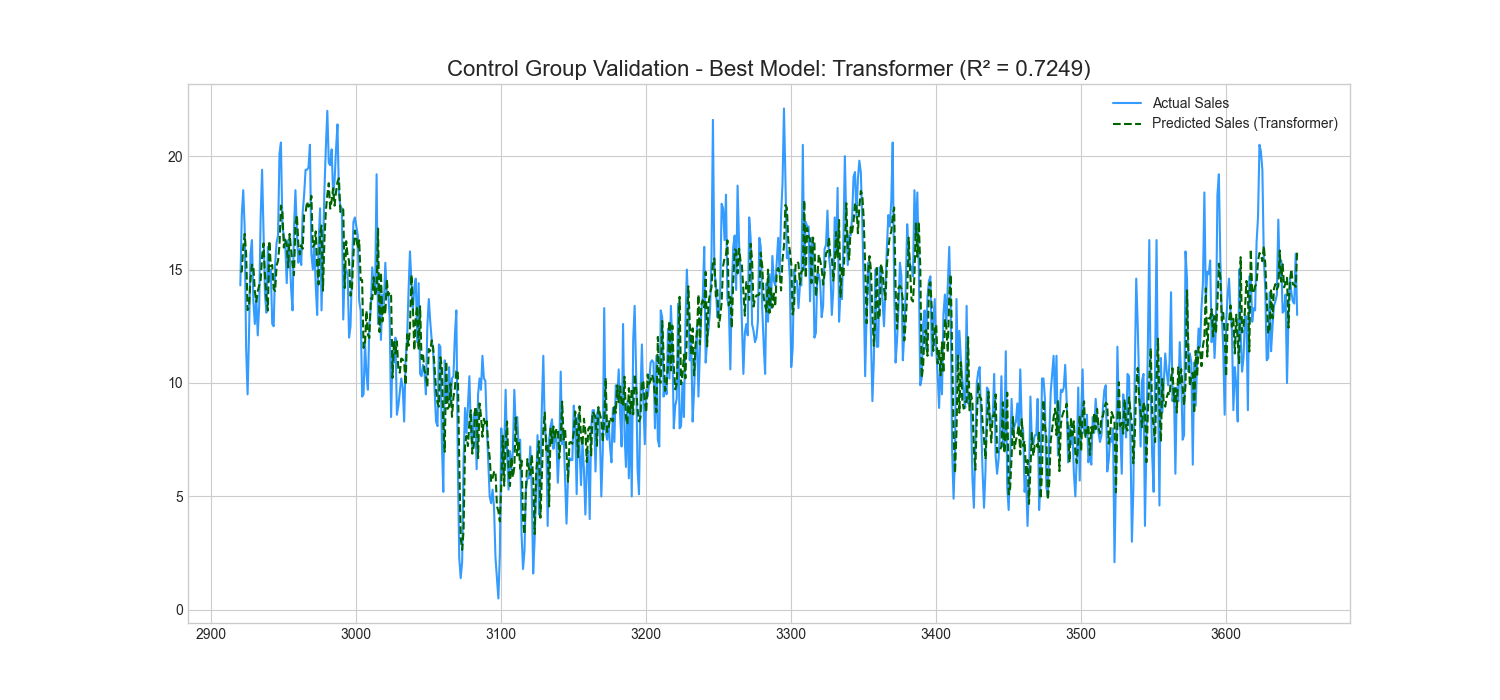 Control Group Validation - Best Model: Transformer (R² = 0.7249)
Actual Sales
Predicted Sales (Transformer)
20
15
10
5
0
2900 3000 3100 3200 3300 3400 3500 3600